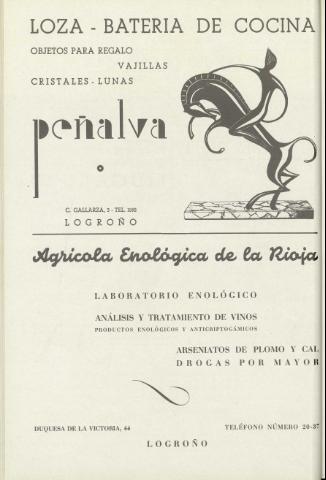 LOZA - BATERIA DE COCINA
OBJETOS PARA REGALO
VAJILLAS
CRISTALES - LUNAS
peñalva
C. GALLARZA, 3 - TEL.
LOGROÑO
Agrícola Enológica de la Rioja
LABORATORIO ENOLÓGICO
ANÁLISIS Y TRATAMIENTO DE VINOS
PRODUCTOS ENOLÓGICOS Y ANTICRIPTOGÁMICOS
ARSENIATOS DE PLOMO Y CAL
DROGAS POR MAYOR
DUQUESA DE LA VICTORIA, 44
TELÉFONO NÚMERO 20-37
LOGROÑO